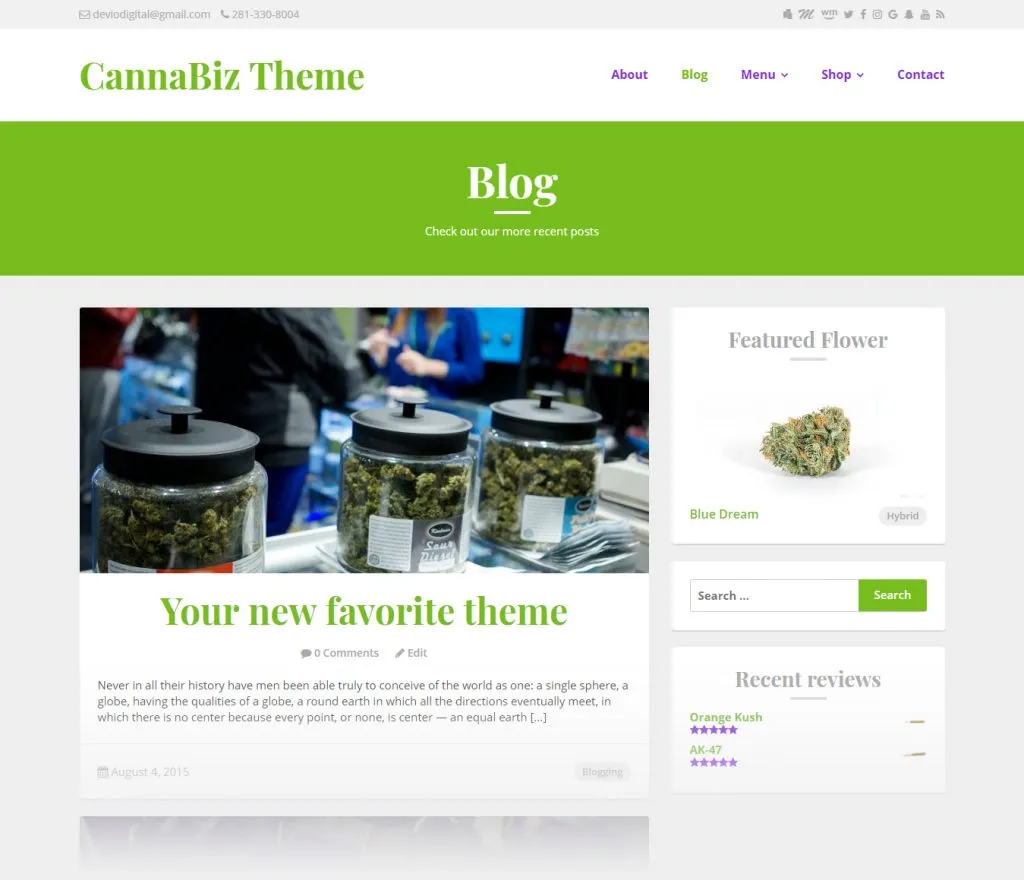 deviodigital@gmail.com 281-330-8004
CannaBiz Theme
About Blog Menu Shop Contact
Blog
Check out our more recent posts
Sour
Diesel
Your new favorite theme
0 Comments Edit
Never in all their history have men been able truly to conceive of the world as one: a single sphere, a
globe, having the qualities of a globe, a round earth in which all the directions eventually meet, in
which there is no center because every point, or none, is center — an equal earth [...]
August 4, 2015 Blogging
Featured Flower
Blue Dream Hybrid
Search ... Search
Recent reviews
Orange Kush
AK-47